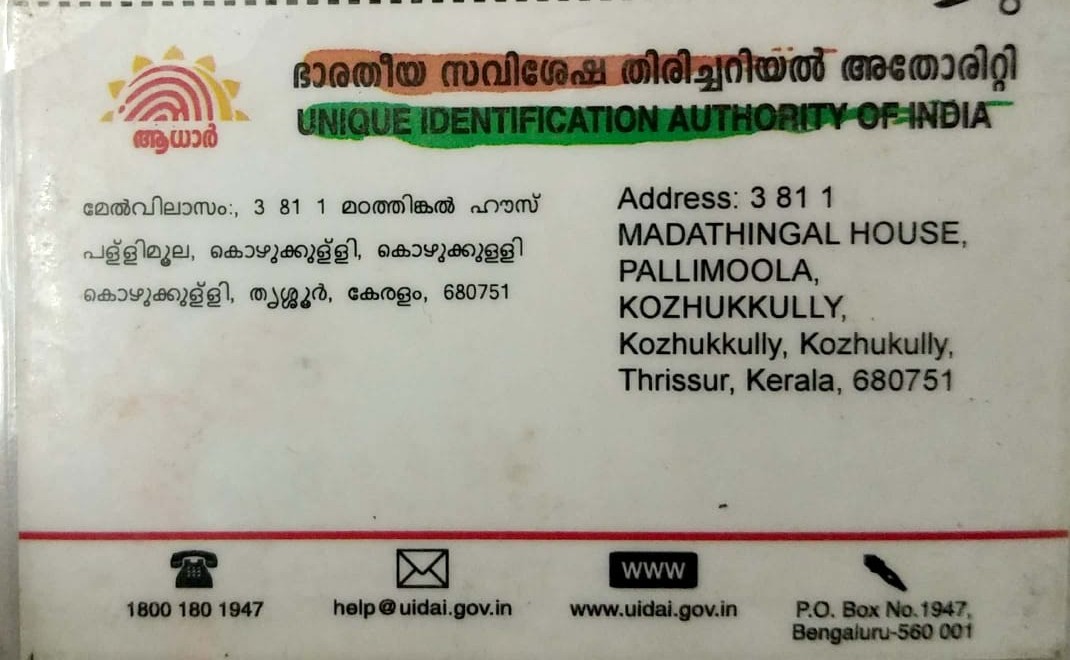 ഭാരതീയ സവിശേഷ തിരിച്ചറിയൽ അതോരിറ്റി
UNIQUE IDENTIFICATION AUTHORITY OF INDIA
ആധാർ
മേൽവിലാസം:, 3 81 1 മഠത്തിങ്കൽ ഹൗസ്
പള്ളിമൂല, കൊഴുക്കുള്ളി, കൊഴുക്കുളളി
കൊഴുക്കുള്ളി, തൃശ്ശൂർ, കേരളം, 680751
Address: 3 81 1
MADATHINGAL HOUSE,
PALLIMOOLA,
KOZHUKKULLY,
Kozhukkully, Kozhukully,
Thrissur, Kerala, 680751
1800 180 1947
help@uidai.gov.in
WWW
www.uidai.gov.in
P.O. Box No.1947,
Bengaluru-560 001